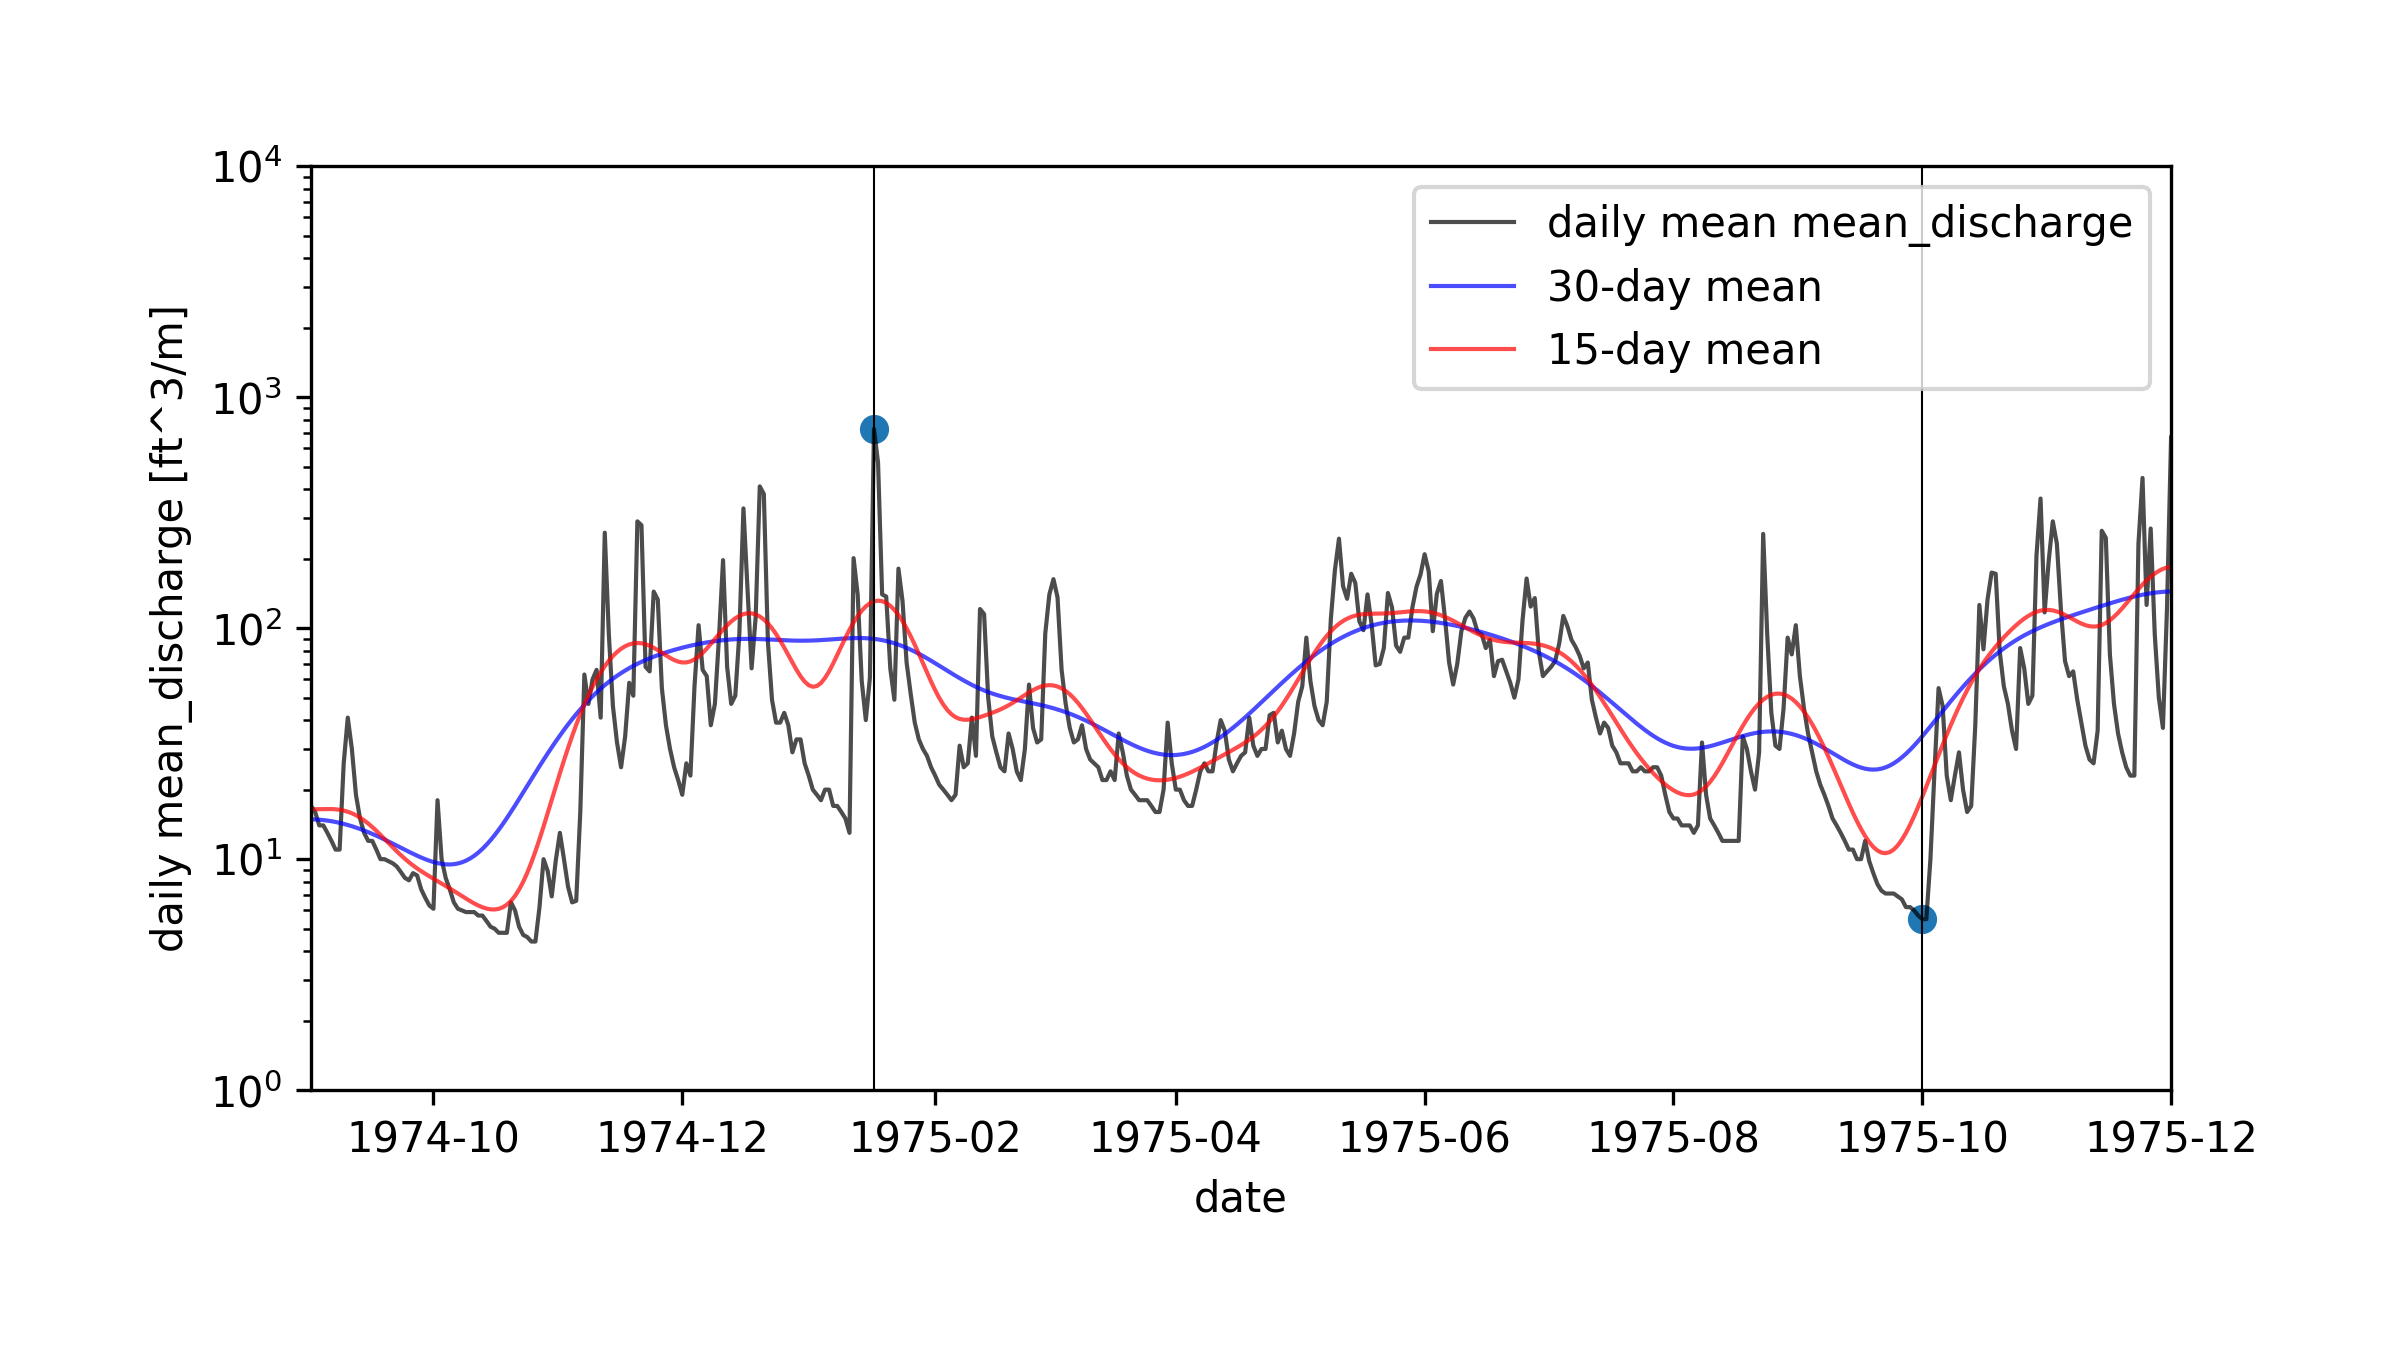 daily mean mean_discharge
30-day mean
15-day mean
10^4
10^3
10^2
10^1
10^0
daily mean_discharge [ft^3/m]
1974-10 1974-12 1975-02 1975-04 1975-06 1975-08 1975-10 1975-12
date